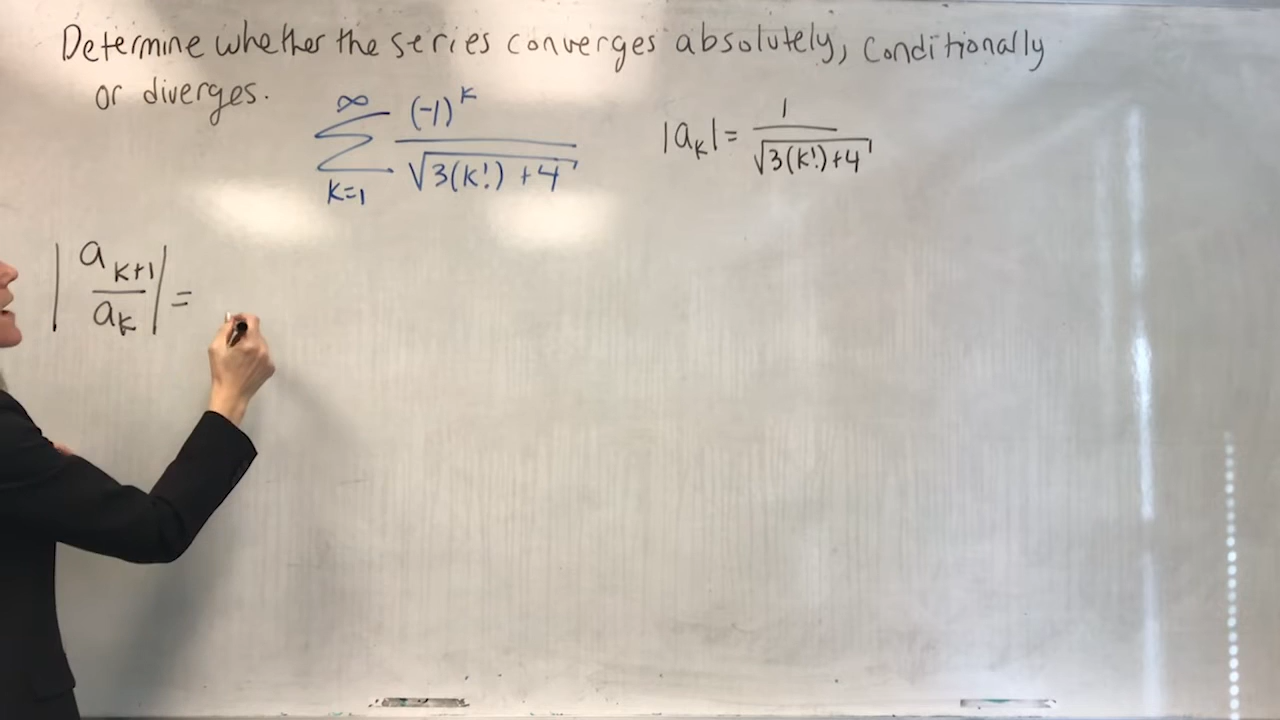 Determine whether the series converges absolutely, conditionally
or diverges.
∞
∑ (-1)^k / √(3(k!)+4)
k=1
|a_k| = 1 / √(3(k!)+4)
|a_{k+1} / a_k| =